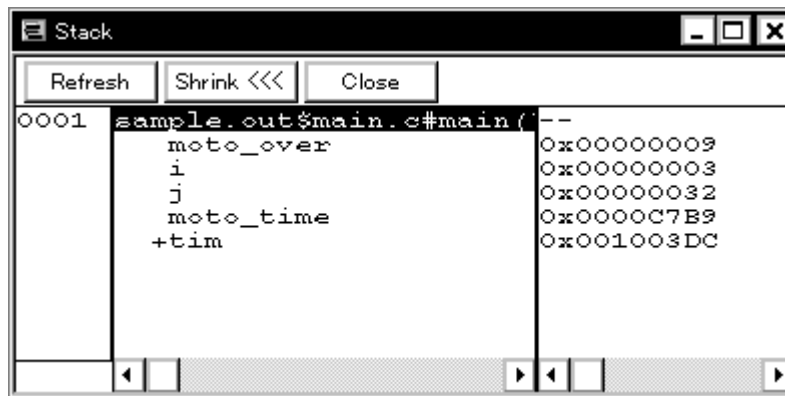 Stack
Refresh Shrink <<< Close
0001 sample.out$main.c#main( --
moto_over 0x00000009
i 0x00000003
j 0x00000032
moto_time 0x0000C7B9
+tim 0x001003DC